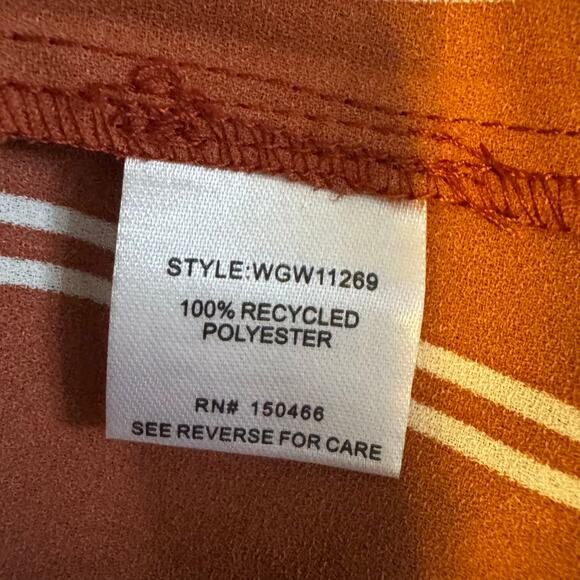 STYLE:WGW11269
100% RECYCLED
POLYESTER
RN# 150466
SEE REVERSE FOR CARE